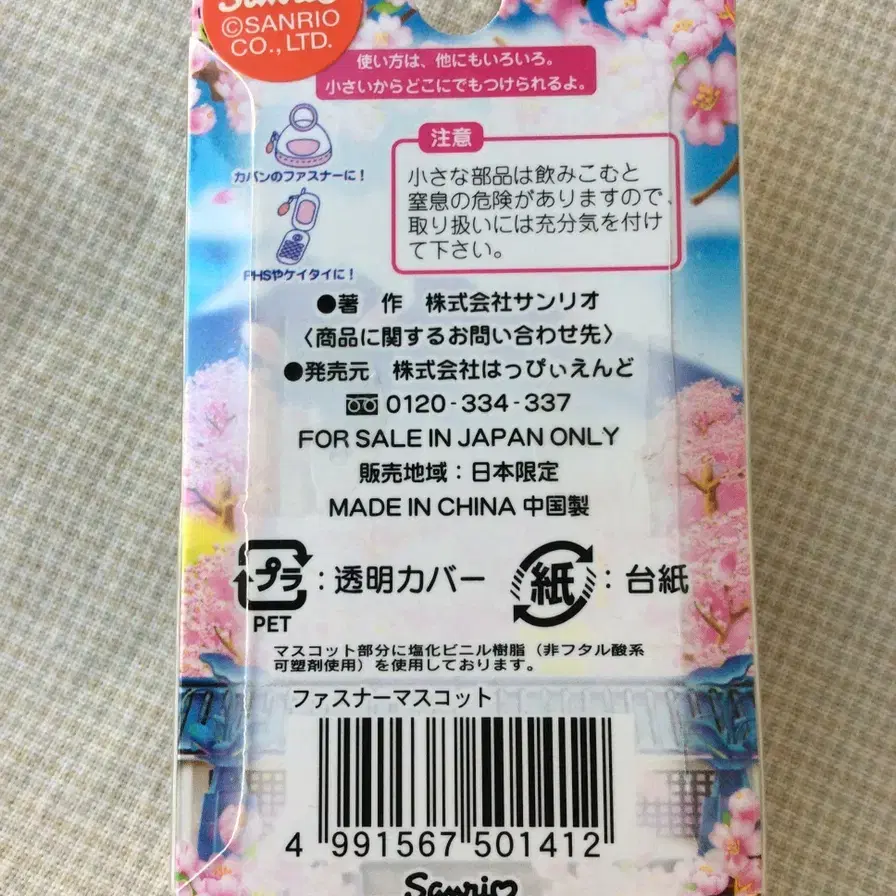 Sanrio
©SANRIO
CO., LTD.
使い方は、他にもいろいろ。
小さいからどこにでもつけられるよ。
カバンのファスナーに!
PHSやケイタイに!
注意
小さな部品は飲みこむと
窒息の危険がありますので、
取り扱いには充分気を付け
て下さい。
●著 作 株式会社サンリオ
〈商品に関するお問い合わせ先〉
●発売元 株式会社はっぴぃえんど
0120-334-337
FOR SALE IN JAPAN ONLY
販売地域:日本限定
MADE IN CHINA 中国製
プラ:透明カバー
PET
紙:台紙
マスコット部分に塩化ビニル樹脂(非フタル酸系
可塑剤使用)を使用しております。
ファスナーマスコット
4 991567 501412
Sanrio